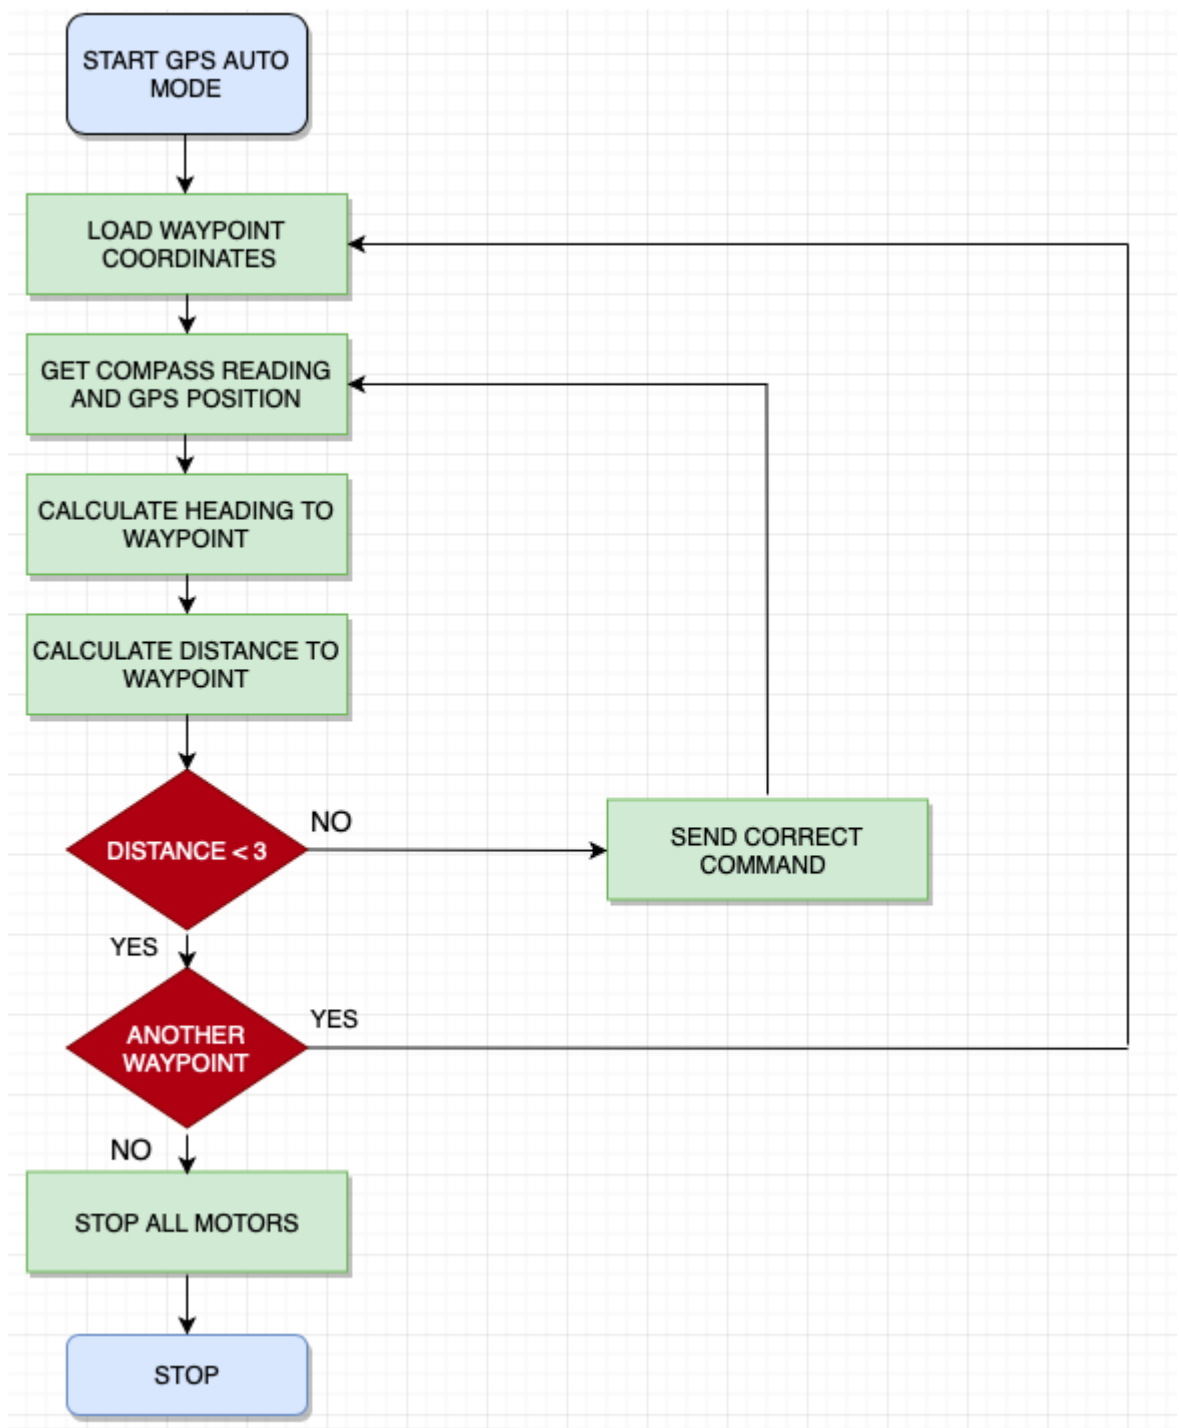 START GPS AUTO
MODE
LOAD WAYPOINT
COORDINATES
GET COMPASS READING
AND GPS POSITION
CALCULATE HEADING TO
WAYPOINT
CALCULATE DISTANCE TO
WAYPOINT
DISTANCE < 3
NO
SEND CORRECT
COMMAND
YES
ANOTHER
WAYPOINT
YES
NO
STOP ALL MOTORS
STOP